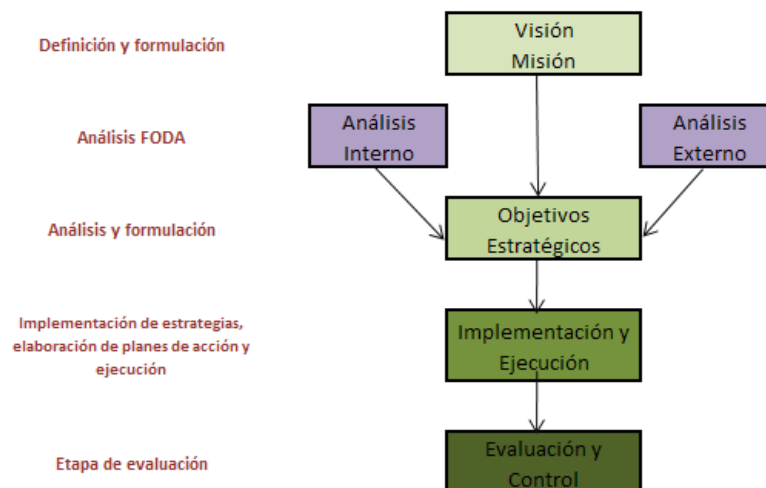 Definición y formulación
Visión
Misión
Análisis FODA
Análisis
Interno
Análisis
Externo
Análisis y formulación
Objetivos
Estratégicos
Implementación de estrategias,
elaboración de planes de acción y
ejecución
Implementación y
Ejecución
Etapa de evaluación
Evaluación y
Control